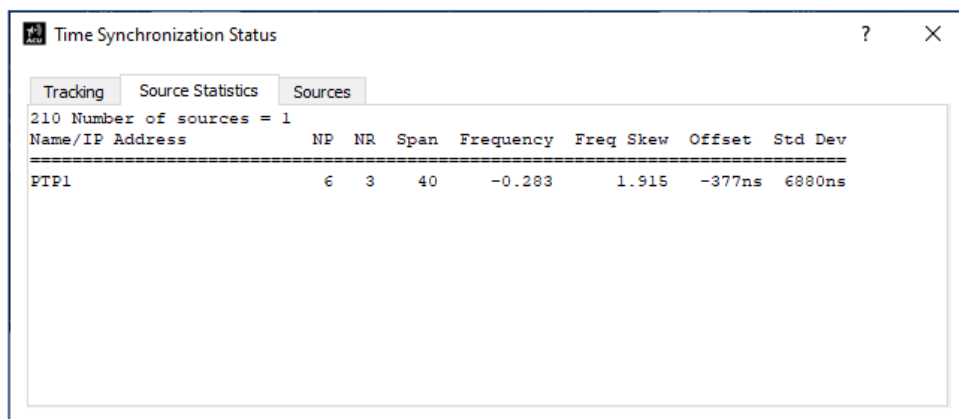 Time Synchronization Status ? ×
Tracking Source Statistics Sources
210 Number of sources = 1
Name/IP Address NP NR Span Frequency Freq Skew Offset Std Dev
==============================================================================
PTP1 6 3 40 -0.283 1.915 -377ns 6880ns